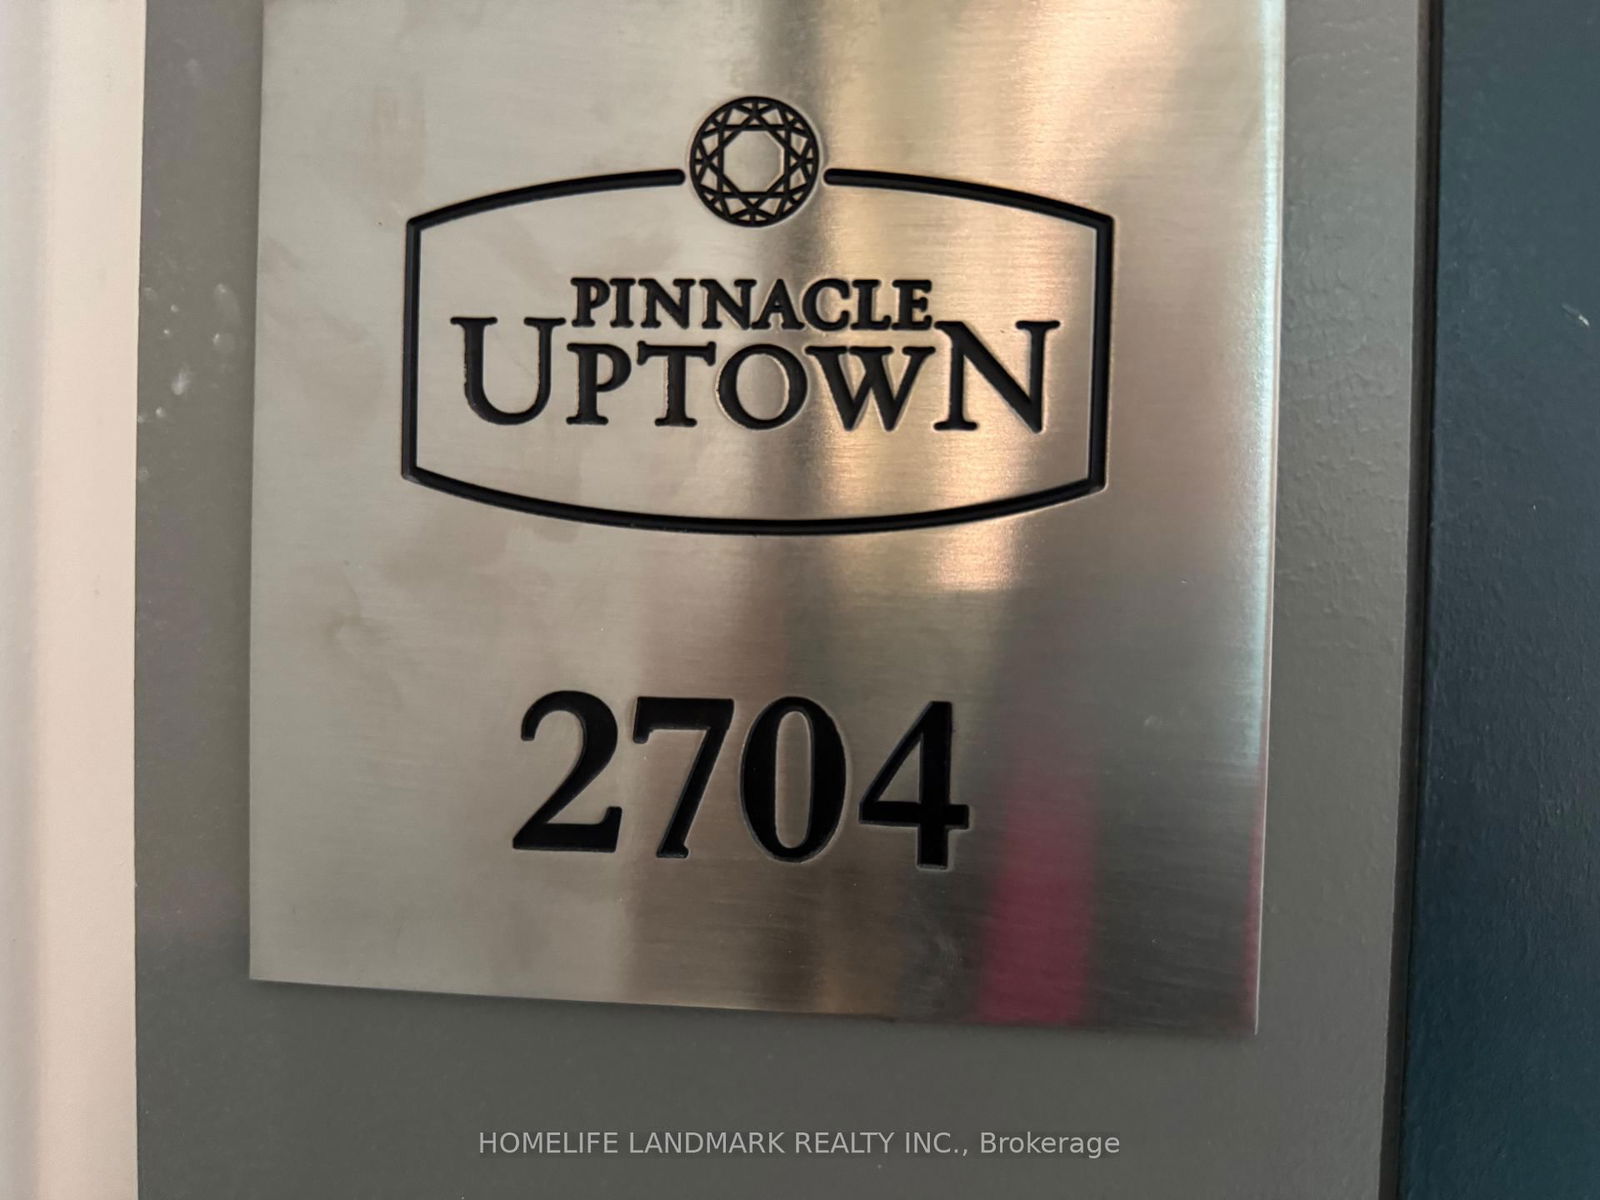 PINNACLE
UPTOWN
2704
HOMELIFE LANDMARK REALTY INC., Brokerage